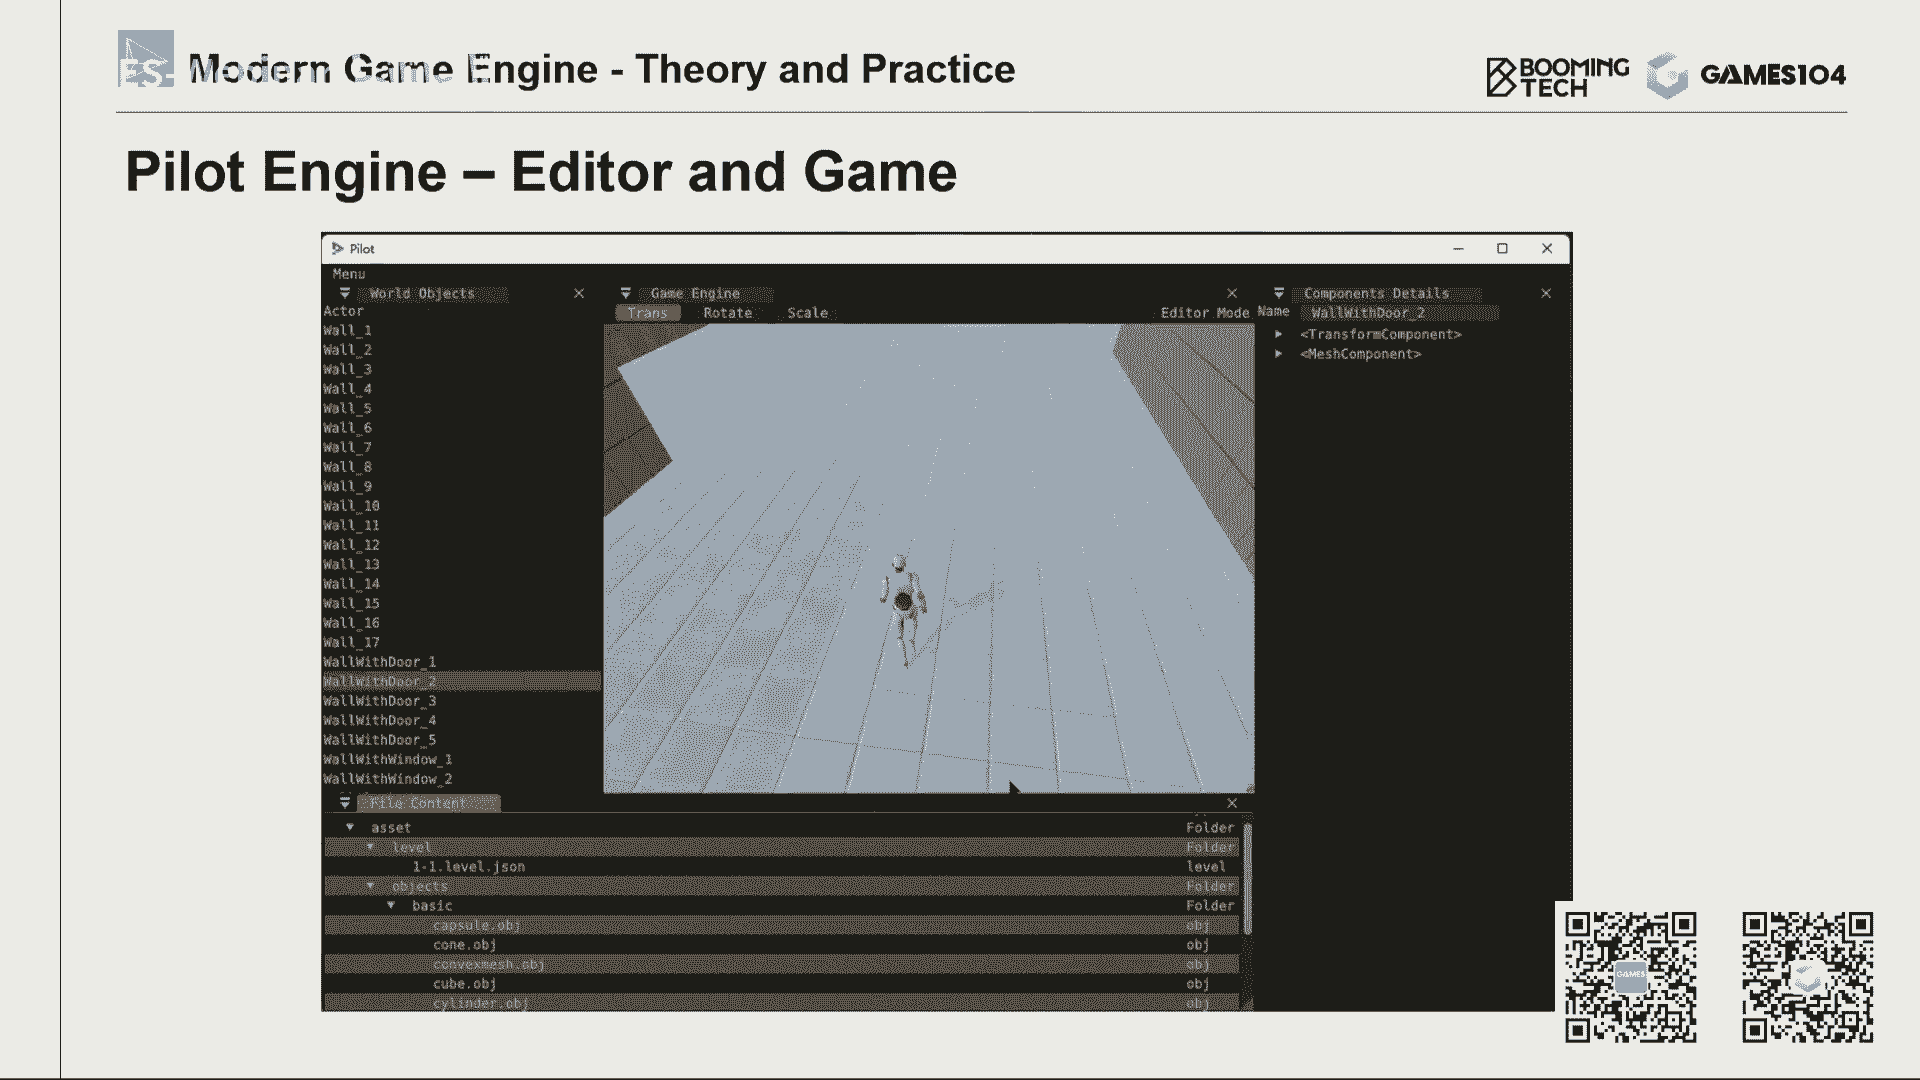 Modern Game Engine - Theory and Practice
BOOMING TECH
GAMES104
Pilot Engine – Editor and Game
Pilot
Menu
World Objects
Actor
Wall_1
Wall_2
Wall_3
Wall_4
Wall_5
Wall_6
Wall_7
Wall_8
Wall_9
Wall_10
Wall_11
Wall_12
Wall_13
Wall_14
Wall_15
Wall_16
Wall_17
WallWithDoor_1
WallWithDoor_2
WallWithDoor_3
WallWithDoor_4
WallWithDoor_5
WallWithWindow_1
WallWithWindow_2
Game Engine
Trans Rotate Scale Editor Mode
Components Details
Name WallWithDoor_2
<TransformComponent>
<MeshComponent>
File Content
asset Folder
level Folder
1-1.level.json level
objects Folder
basic Folder
capsule.obj obj
cone.obj obj
convexmesh.obj obj
cube.obj obj
cylinder.obj obj
GAMES